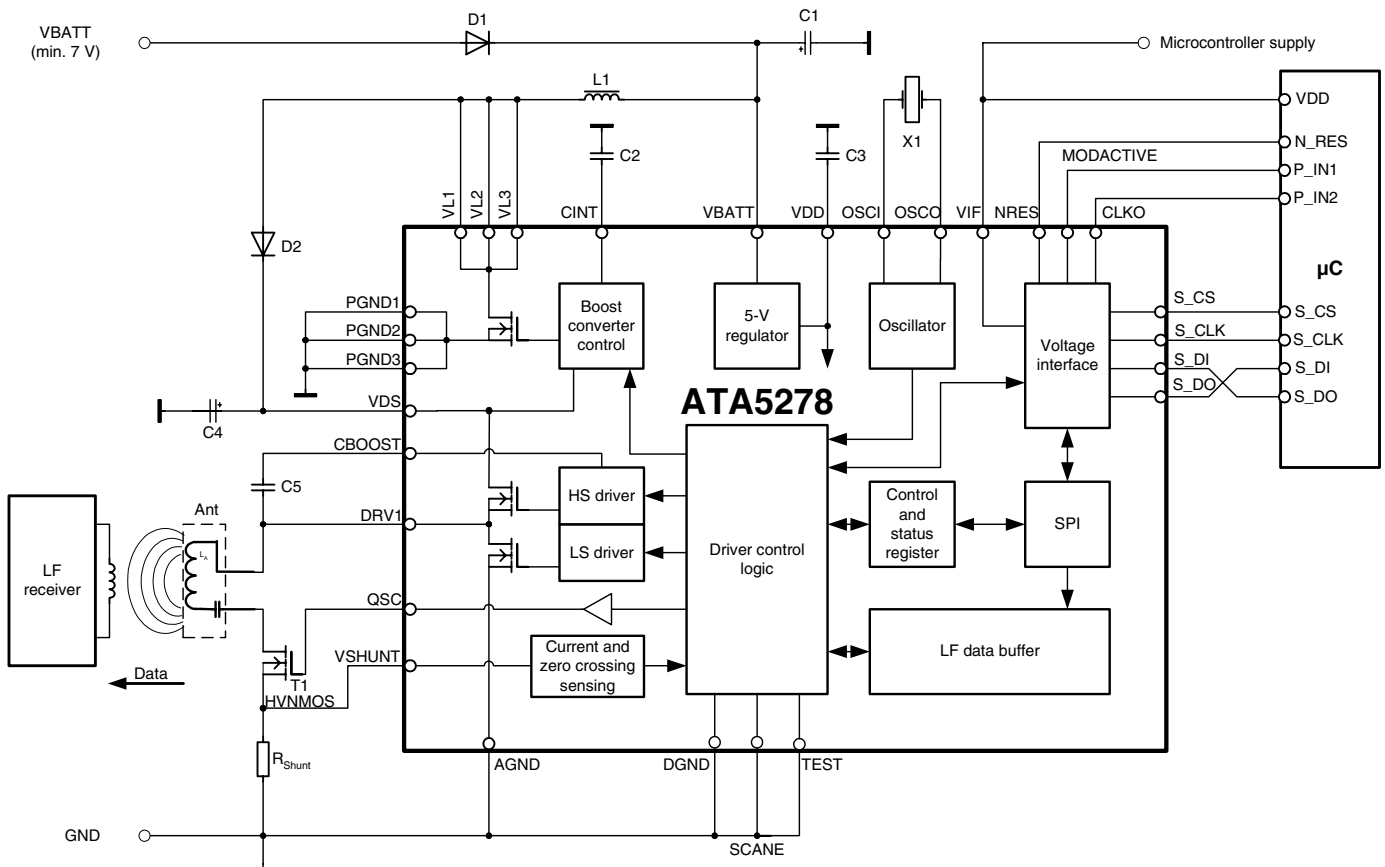 VBATT
(min. 7 V)
D1
C1
Microcontroller supply
L1
X1
C2
C3
VDD
N_RES
MODACTIVE
P_IN1
P_IN2
VL1
VL2
VL3
CINT
VBATT
VDD
OSCI
OSCO
VIF
NRES
CLKO
D2
µC
PGND1
PGND2
PGND3
Boost
converter
control
5-V
regulator
Oscillator
Voltage
interface
S_CS
S_CLK
S_DI
S_DO
S_CS
S_CLK
S_DI
S_DO
ATA5278
VDS
C4
CBOOST
C5
HS driver
LS driver
DRV1
Ant
LA
LF
receiver
Driver control
logic
Control
and
status
register
SPI
QSC
VSHUNT
Current and
zero crossing
sensing
LF data buffer
Data
T1
HVNMOS
RShunt
AGND
DGND
TEST
GND
SCANE